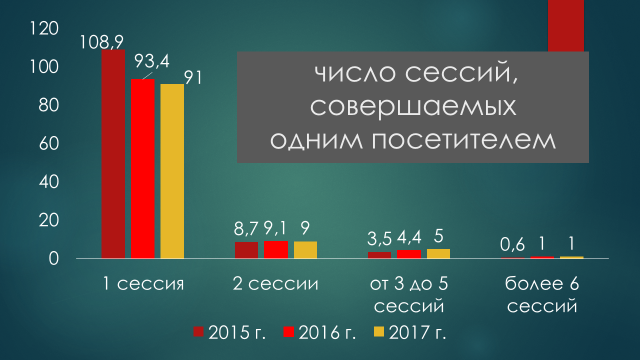 число сессий,
совершаемых
одним посетителем
120
100
80
60
40
20
0
108,9
93,4
91
8,7 9,1 9
3,5 4,4 5
0,6 1 1
1 сессия
2 сессии
от 3 до 5
сессий
более 6
сессий
2015 г. 2016 г. 2017 г.